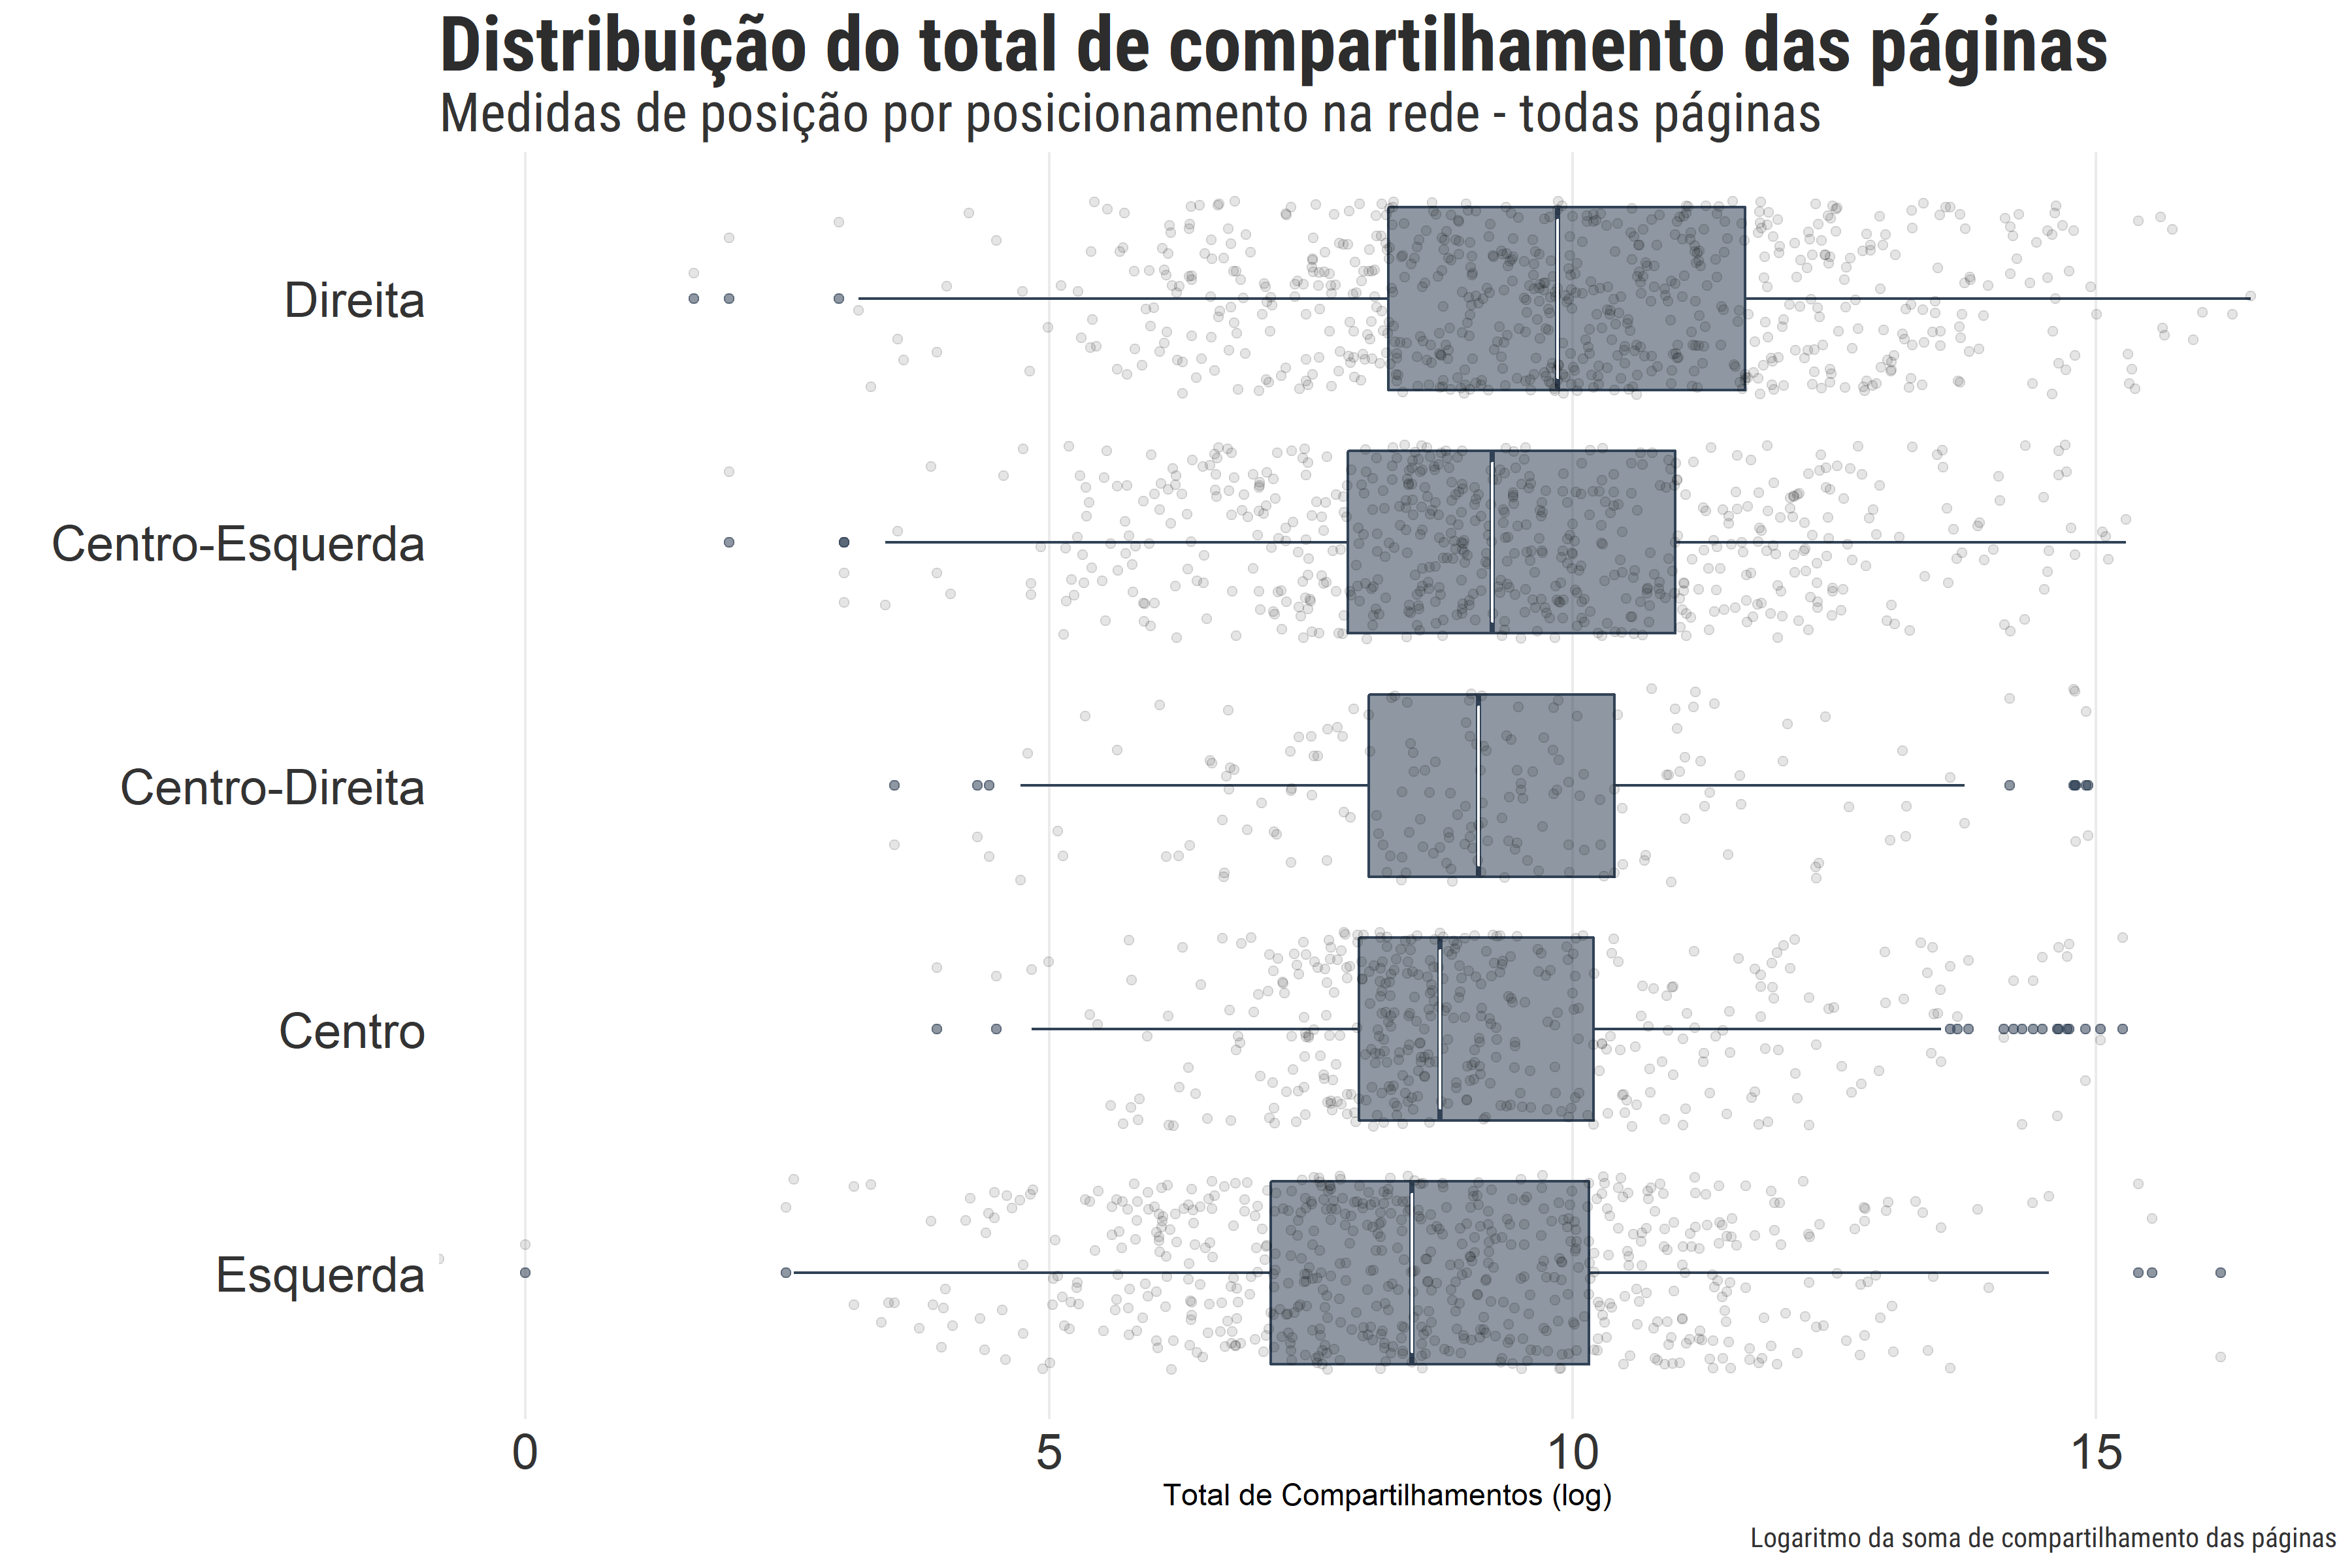 Distribuição do total de compartilhamento das páginas
Medidas de posição por posicionamento na rede - todas páginas
Direita
Centro-Esquerda
Centro-Direita
Centro
Esquerda
0 5 10 15
Total de Compartilhamentos (log)
Logaritmo da soma de compartilhamento das páginas